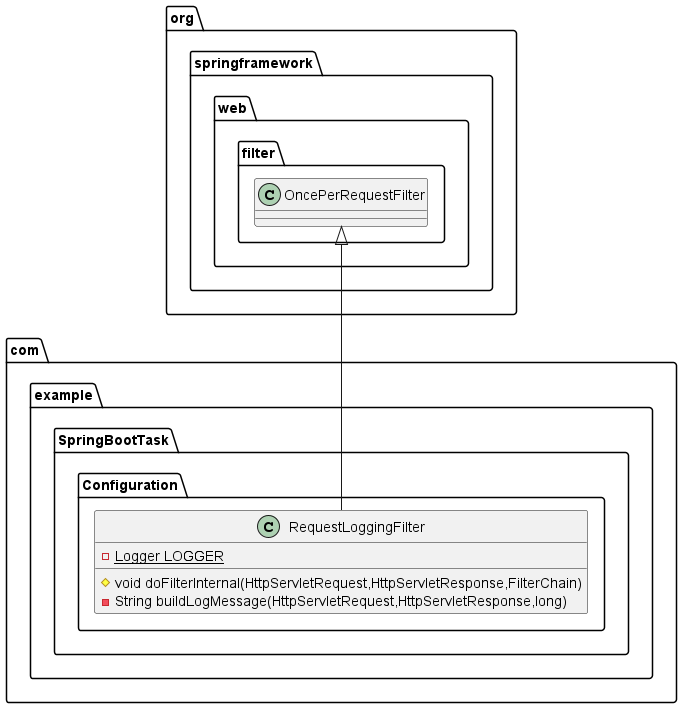 org
springframework
web
filter
C OncePerRequestFilter
com
example
SpringBootTask
Configuration
C RequestLoggingFilter
Logger LOGGER
void doFilterInternal(HttpServletRequest,HttpServletResponse,FilterChain)
String buildLogMessage(HttpServletRequest,HttpServletResponse,long)